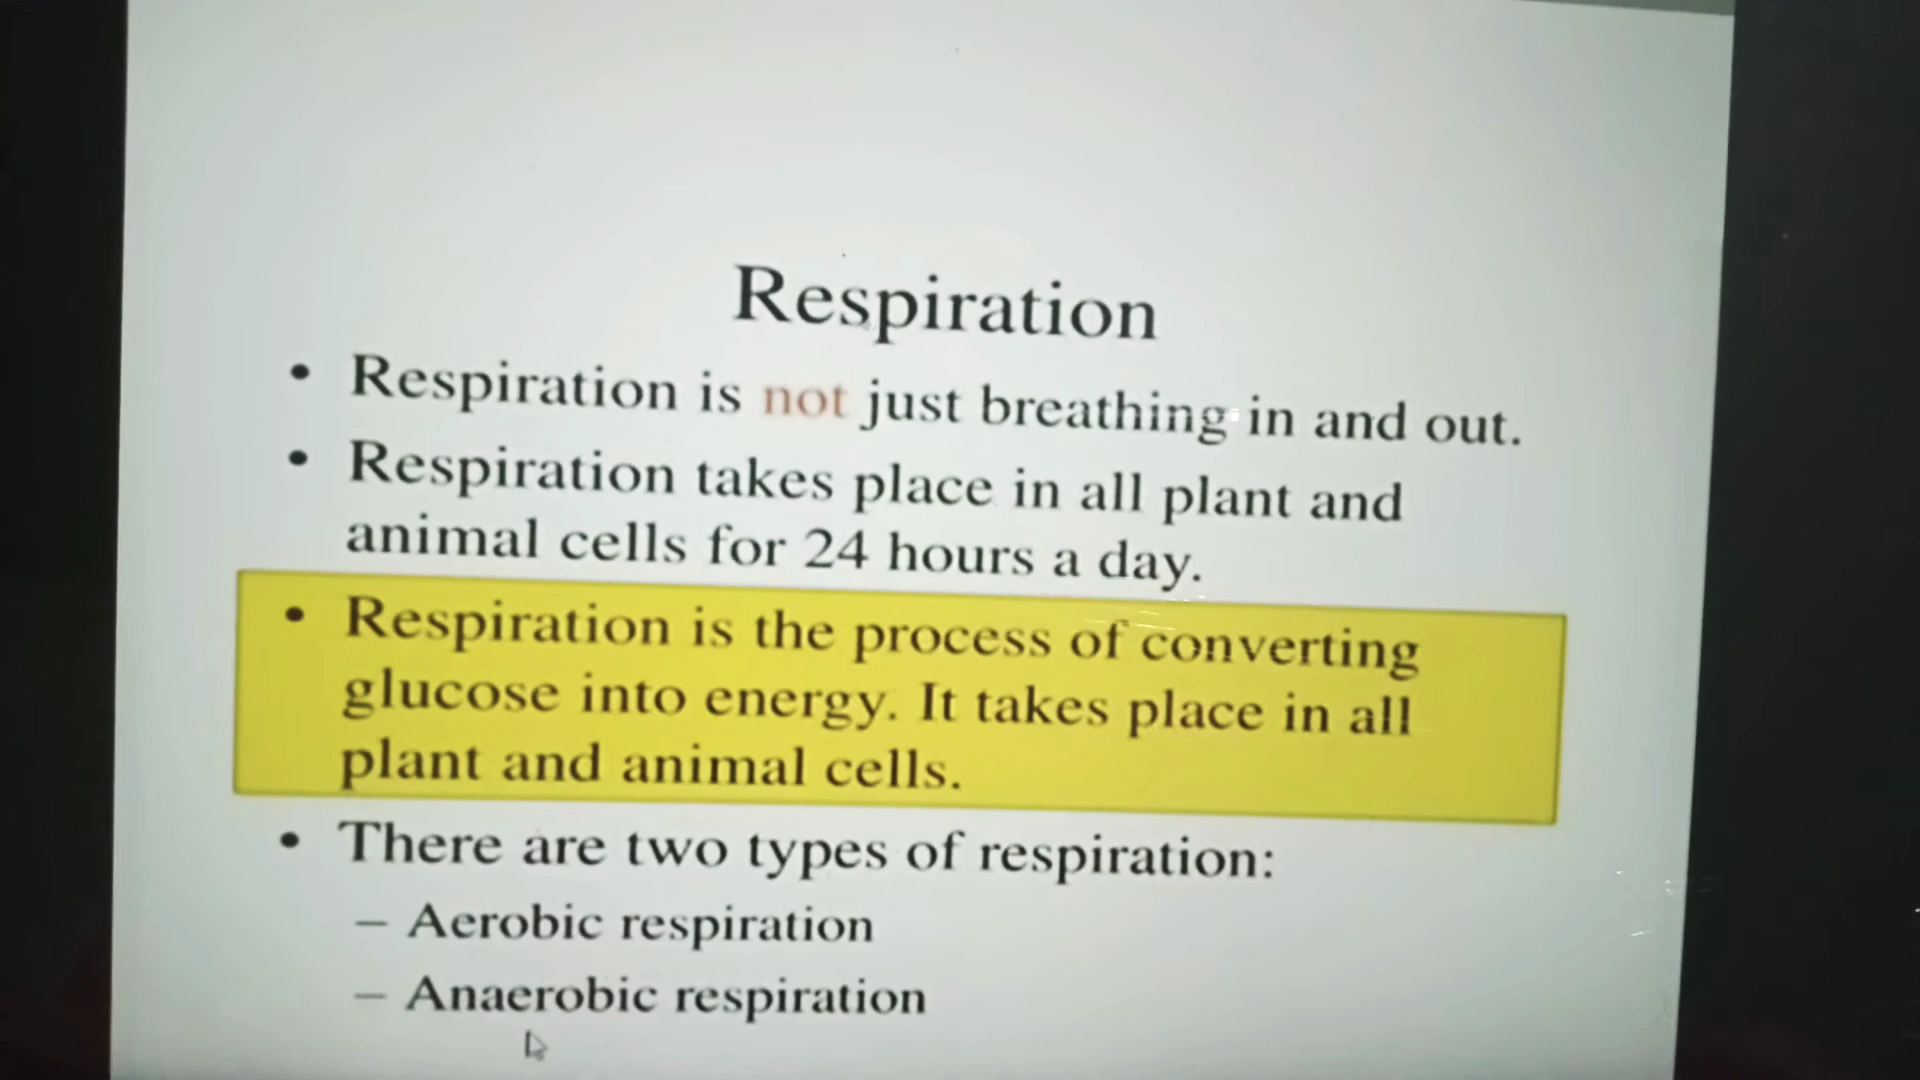 Respiration
• Respiration is not just breathing in and out.
• Respiration takes place in all plant and
animal cells for 24 hours a day.
• Respiration is the process of converting
glucose into energy. It takes place in all
plant and animal cells.
• There are two types of respiration:
– Aerobic respiration
– Anaerobic respiration